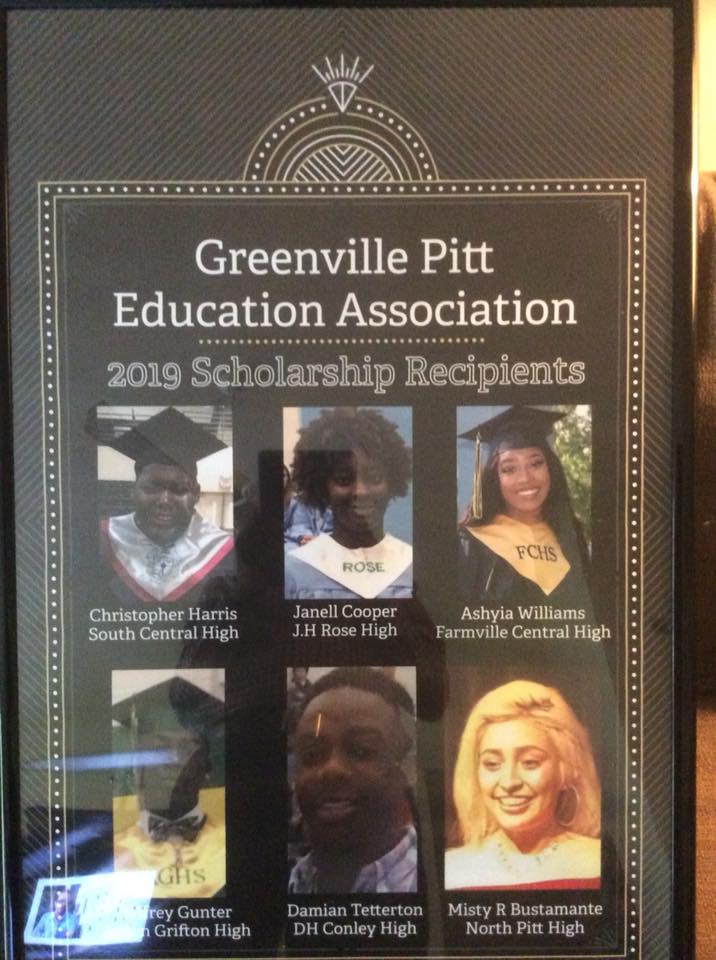 Greenville Pitt
Education Association
2019 Scholarship Recipients
ROSE
FCHS
Christopher Harris
South Central High
Janell Cooper
J.H Rose High
Ashyia Williams
Farmville Central High
GHS
Gunter
Grifton High
Damian Tetterton
DH Conley High
Misty R Bustamante
North Pitt High